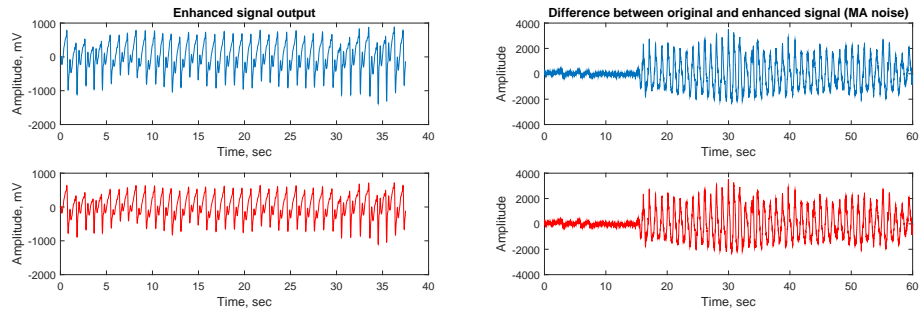 Enhanced signal output
Amplitude, mV
1000
0
-1000
-2000
0 5 10 15 20 25 30 35 40
Time, sec
Difference between original and enhanced signal (MA noise)
Amplitude
4000
2000
0
-2000
-4000
0 10 20 30 40 50 60
Time, sec
Amplitude, mV
1000
0
-1000
-2000
0 5 10 15 20 25 30 35 40
Time, sec
Amplitude
4000
2000
0
-2000
-4000
0 10 20 30 40 50 60
Time, sec